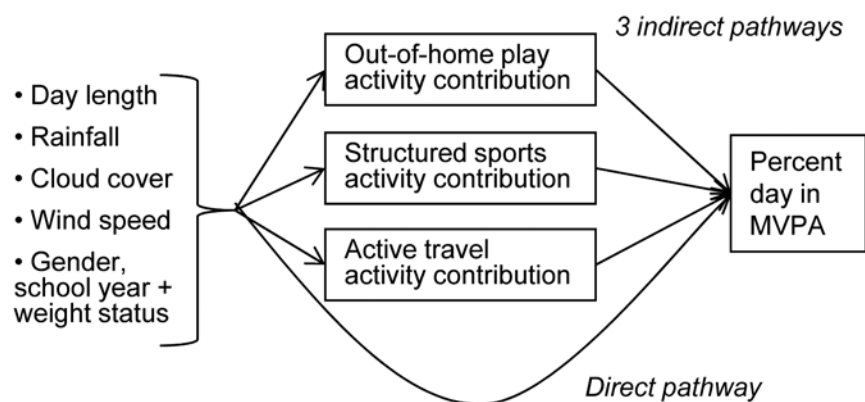 3 indirect pathways
Out-of-home play
activity contribution
• Day length
• Rainfall
• Cloud cover
• Wind speed
• Gender,
school year +
weight status
Structured sports
activity contribution
Active travel
activity contribution
Percent
day in
MVPA
Direct pathway